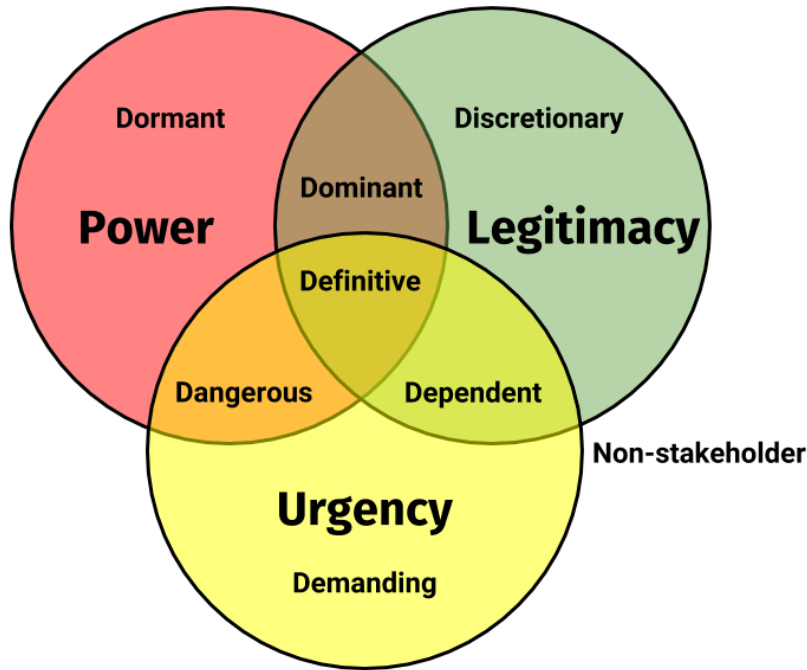 Dormant
Discretionary
Dominant
Power
Legitimacy
Definitive
Dangerous
Dependent
Non-stakeholder
Urgency
Demanding